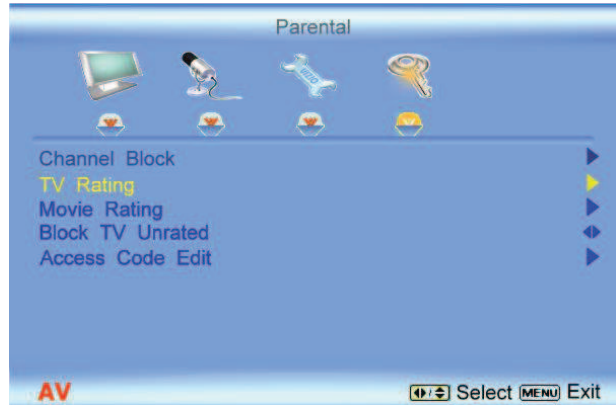 Parental
Channel Block
TV Rating
Movie Rating
Block TV Unrated
Access Code Edit
AV Select MENU Exit